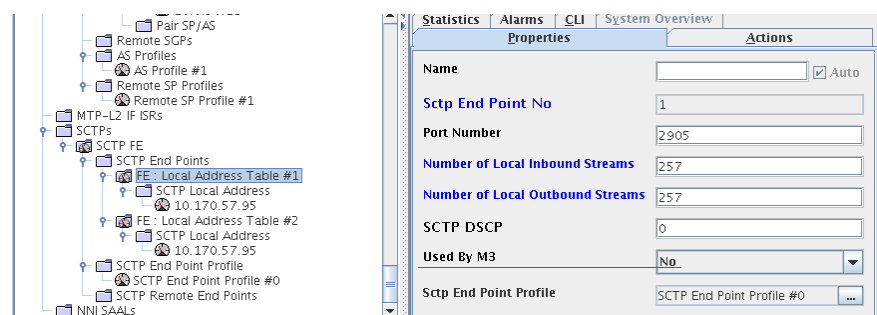 Pair SP/AS
Remote SGPs
AS Profiles
AS Profile #1
Remote SP Profiles
Remote SP Profile #1
MTP-L2 IF ISRs
SCTPs
SCTP FE
SCTP End Points
FE : Local Address Table #1
SCTP Local Address
10.170.57.95
FE : Local Address Table #2
SCTP Local Address
10.170.57.95
SCTP End Point Profile
SCTP End Point Profile #0
SCTP Remote End Points
NNI SAALs
Statistics Alarms CLI System Overview
Properties Actions
Name Auto
Sctp End Point No 1
Port Number 2905
Number of Local Inbound Streams 257
Number of Local Outbound Streams 257
SCTP DSCP 0
Used By M3 No
Sctp End Point Profile SCTP End Point Profile #0 ...